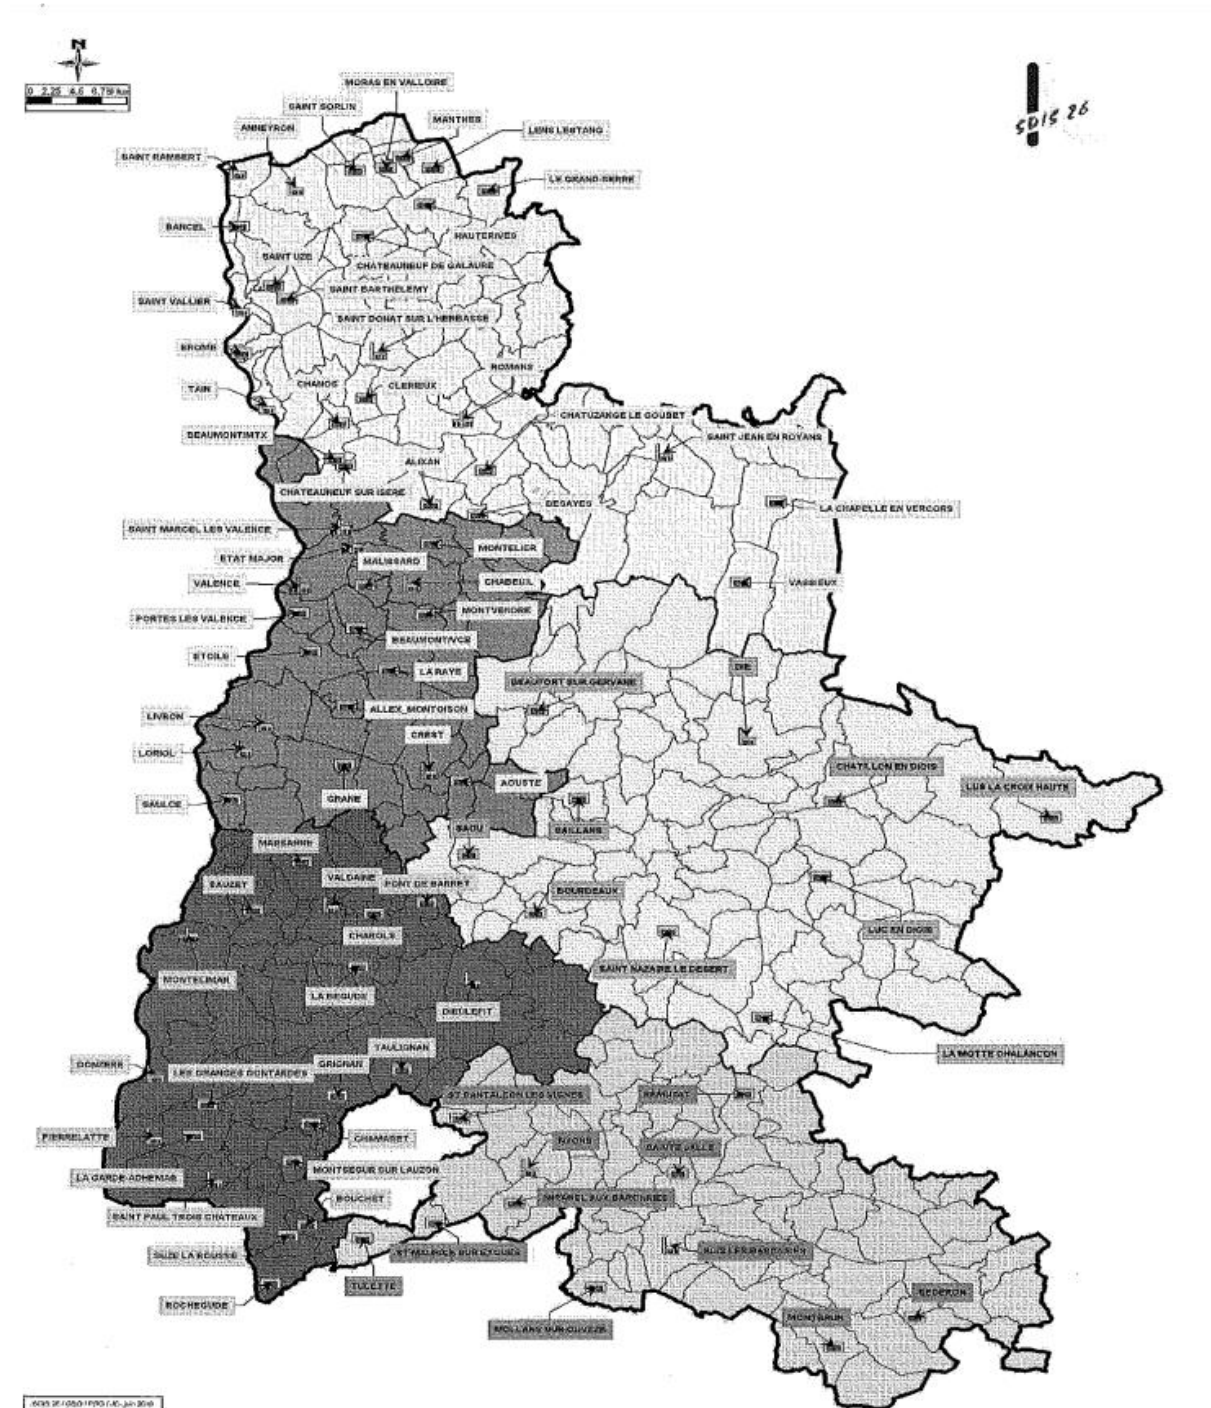 N
SDIS 26
MORAS EN VALLOIRE
SAINT SORLIN
MANTHES
ANNEYRON
LENS LESTANG
SAINT RAMBERT
LE GRAND SERRE
SARCEL
HAUTERIVES
SAINT UZE
CHATEAUNEUF DE GALAURE
SAINT BARTHELEMY
SAINT VALLIER
SAINT DONAT SUR L'HERBASSE
EROME
ROMANS
TAIN
CHANOS
CLERIEUX
CHATUZANGE LE GOUBET
BEAUMONT/MTX
SAINT JEAN EN ROYANS
ALIXAN
CHATEAUNEUF SUR ISERE
BESAYES
LA CHAPELLE EN VERCORS
SAINT MARCEL LES VALENCE
ETAT MAJOR
MALISSARD
MONTELIER
VALENCE
CHABEUIL
VASSIEUX
PORTES LES VALENCE
MONTVENDRE
BEAUMONT/VCE
ETOILE
LA RAYE
DIE
BEAUFORT SUR GERVANE
LIVRON
ALLEX_MONTOISON
CREST
LORIOL
CHATILLON EN DIOIS
AOUSTE
LUS LA CROIX HAUTE
SAULCE
GRANE
SAOU
SAILLANS
MARSANNE
SAUZET
VALDAINE
PONT DE BARRET
BOURDEAUX
CHAROLS
LUC EN DIOIS
MONTELIMAR
SAINT NAZAIRE LE DESERT
LA BEGUDE
DIEULEFIT
TAULIGNAN
LA MOTTE CHALANCON
DONZERE
LES GRANGES GONTARDES
GRIGNAN
ST PANTALEON LES VIGNES
REMUZAT
PIERRELATTE
CHAMARET
NYONS
SAINTE JALLE
LA GARDE-ADHEMAR
MONTSEGUR SUR LAUZON
BOUCHET
MIRABEL AUX BARONNIES
SAINT PAUL TROIS CHATEAUX
SUZE LA ROUSSE
ST MAURICE SUR EYGUES
BUIS LES BARONNIES
TULETTE
ROCHEGUDE
SEDERON
MONTBRUN
MOLLANS SUR OUVEZE